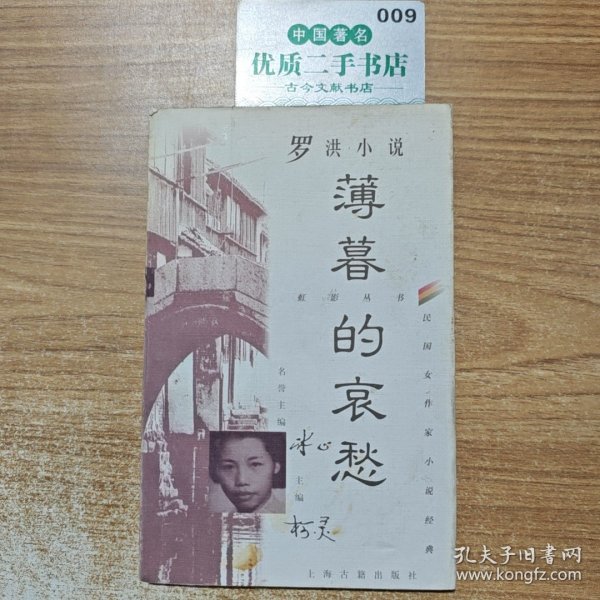 009
中国著名
优质二手书店
古今文献书店
罗洪小说
薄暮的哀愁
虹影丛书
民国女作家小说经典
名誉主编
冰心
主编
柯灵
上海古籍出版社
孔夫子旧书网
www.kongfz.com